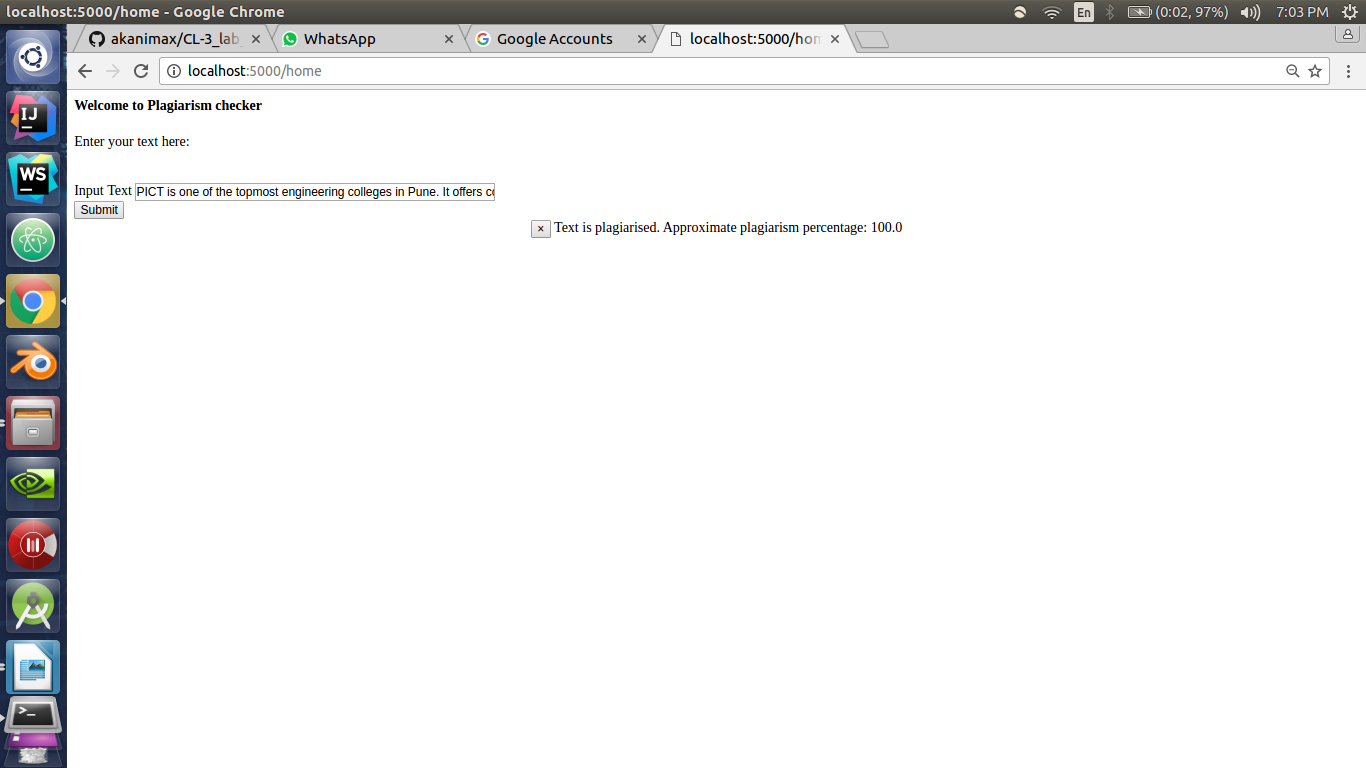 localhost:5000/home - Google Chrome
En (0:02, 97%) 7:03 PM
akanimax/CL-3_lab WhatsApp Google Accounts localhost:5000/hom
localhost:5000/home
Welcome to Plagiarism checker
Enter your text here:
Input Text PICT is one of the topmost engineering colleges in Pune. It offers co
Submit
× Text is plagiarised. Approximate plagiarism percentage: 100.0
IJ
WS
>_